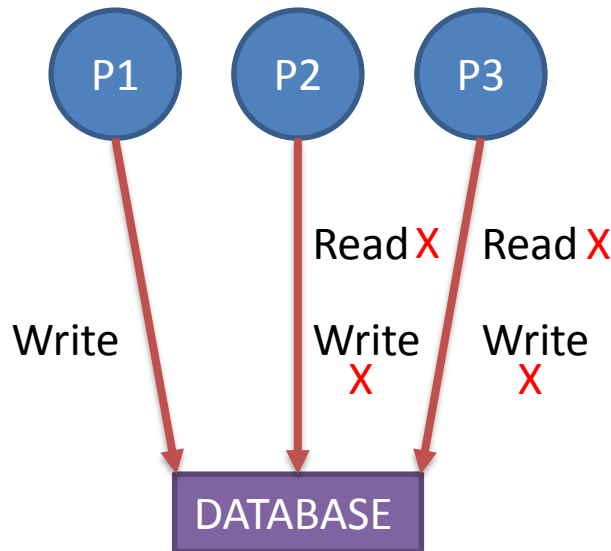 P1 P2 P3
Read X Read X
Write Write Write
X X
DATABASE